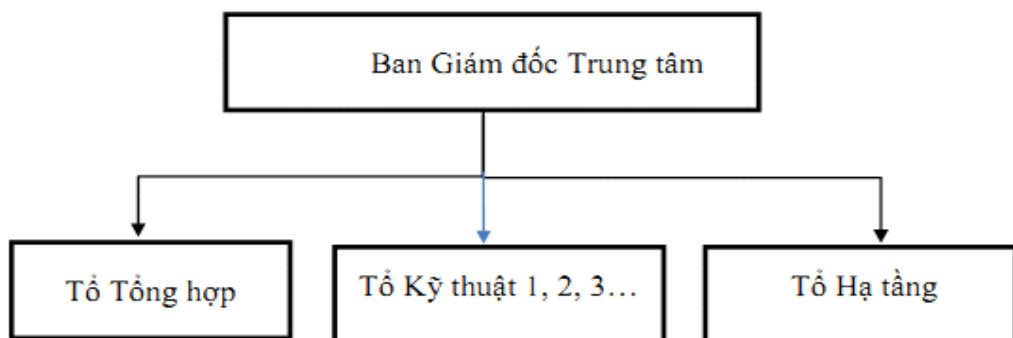 Ban Giám đốc Trung tâm
Tổ Tổng hợp
Tổ Kỹ thuật 1, 2, 3…
Tổ Hạ tầng